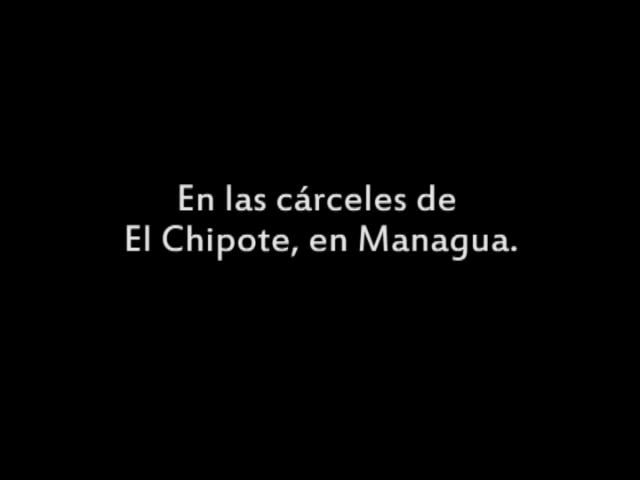 En las cárceles de
El Chipote, en Managua.